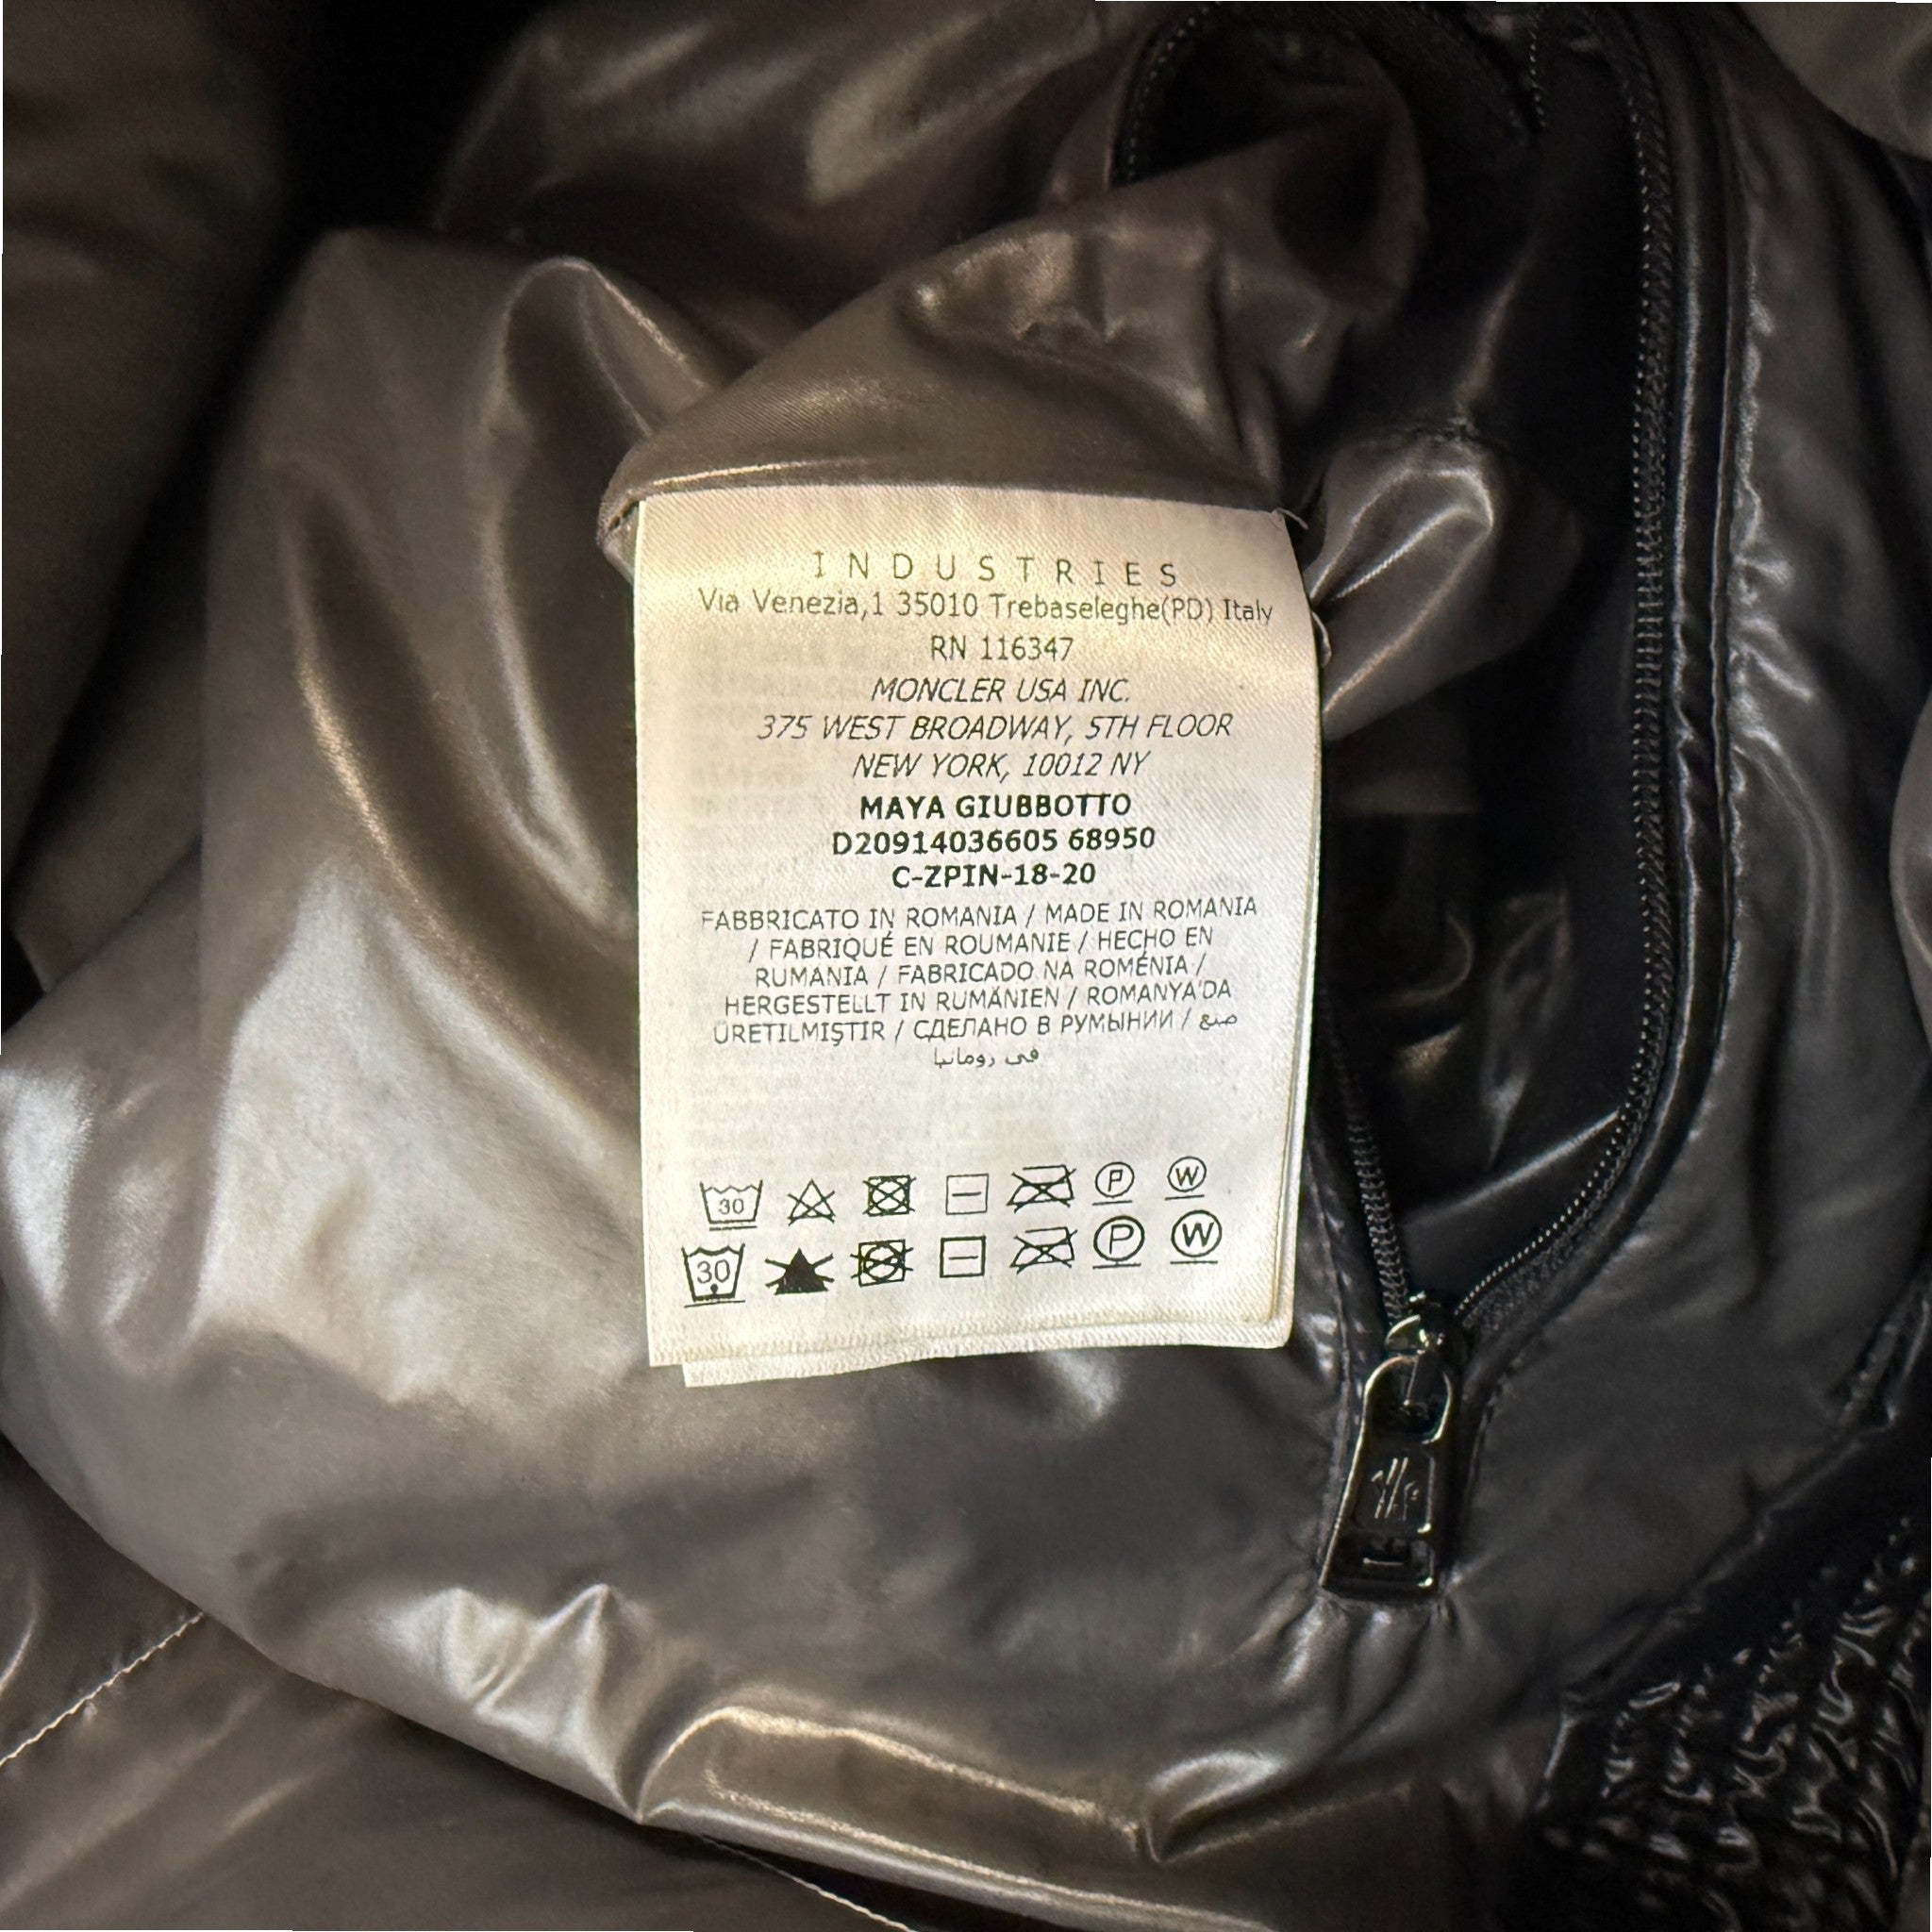 INDUSTRIES
Via Venezia,1 35010 Trebaseleghe(PD) Italy
RN 116347
MONCLER USA INC.
375 WEST BROADWAY, 5TH FLOOR
NEW YORK, 10012 NY
MAYA GIUBBOTTO
D20914036605 68950
C-ZPIN-18-20
FABBRICATO IN ROMANIA / MADE IN ROMANIA
/ FABRIQUÉ EN ROUMANIE / HECHO EN
RUMANIA / FABRICADO NA ROMÉNIA /
HERGESTELLT IN RUMÄNIEN / ROMANYA'DA
ÜRETILMIŞTIR / СДЕЛАНО В РУМЫНИИ / صنع
في رومانيا
30 P W
30 P W